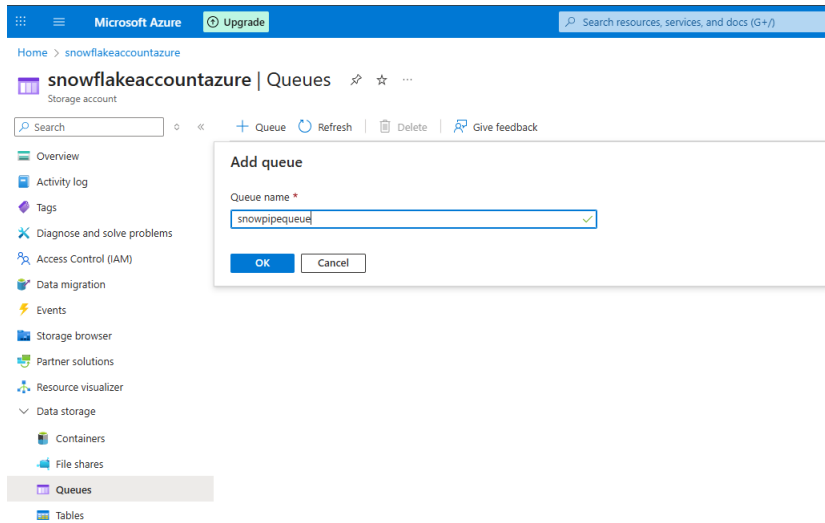 Microsoft Azure
Upgrade
Search resources, services, and docs (G+/)
Home > snowflakeaccountazure
snowflakeaccountazure | Queues
Storage account
Search
Queue
Refresh
Delete
Give feedback
Overview
Activity log
Tags
Diagnose and solve problems
Access Control (IAM)
Data migration
Events
Storage browser
Partner solutions
Resource visualizer
Data storage
Containers
File shares
Queues
Tables
Add queue
Queue name *
snowpipequeue
OK
Cancel